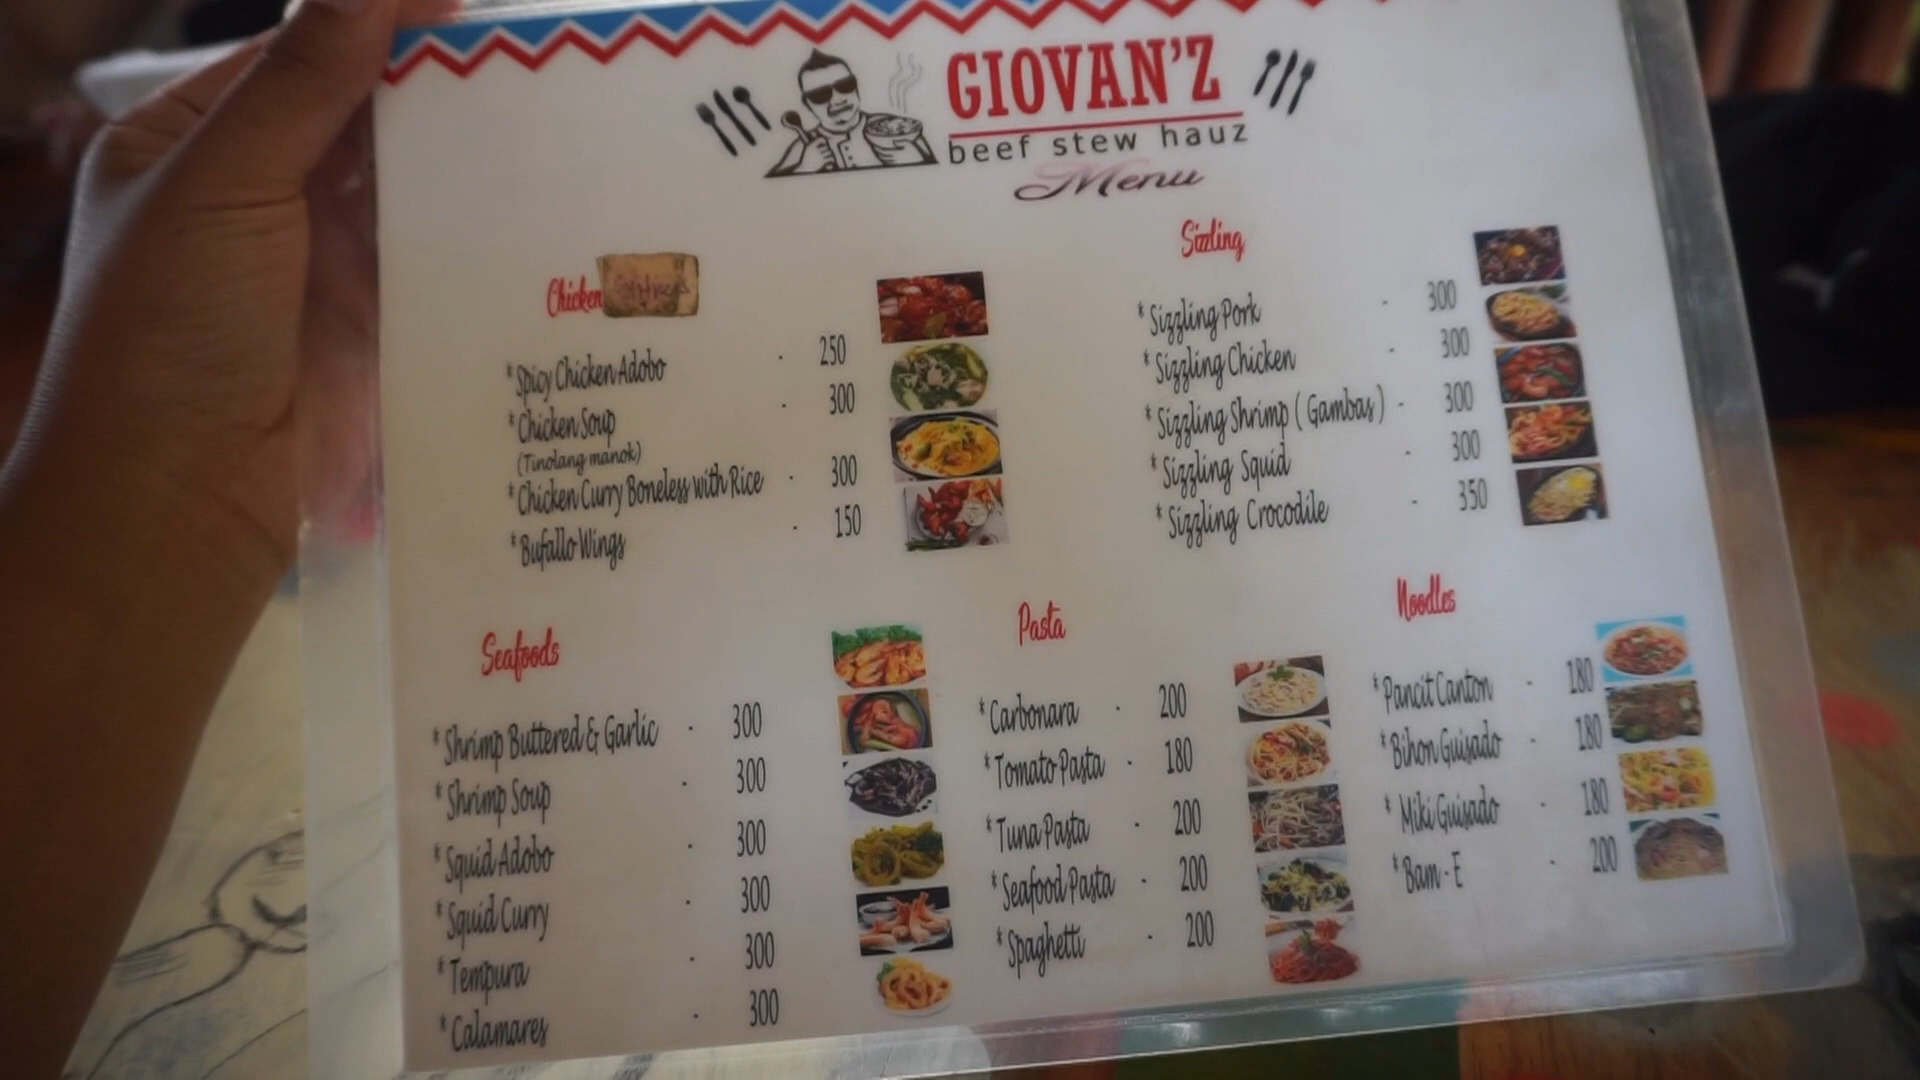 GIOVAN'Z
beef stew hauz
Menu
Chicken
* Spicy Chicken Adobo - 250
* Chicken Soup - 300
(Tinolang manok)
* Chicken Curry Boneless with Rice - 300
* Bufallo Wings - 150
Sizzling
* Sizzling Pork - 300
* Sizzling Chicken - 300
* Sizzling Shrimp ( Gambas ) - 300
* Sizzling Squid - 300
* Sizzling Crocodile - 350
Seafoods
* Shrimp Buttered & Garlic - 300
* Shrimp Soup - 300
* Squid Adobo - 300
* Squid Curry - 300
* Tempura - 300
* Calamares - 300
Pasta
* Carbonara - 200
* Tomato Pasta - 180
* Tuna Pasta - 200
* Seafood Pasta - 200
* Spaghetti - 200
Noodles
* Pancit Canton - 180
* Bihon Guisado - 180
* Miki Guisado - 180
* Bam - E - 200